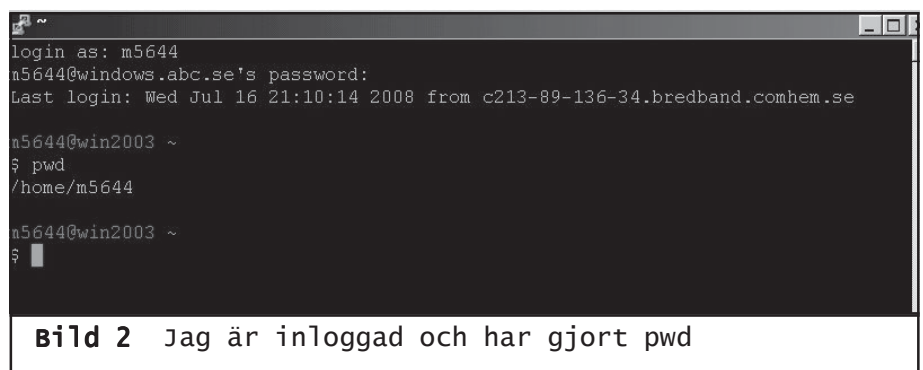 ~
login as: m5644
m5644@windows.abc.se's password:
Last login: Wed Jul 16 21:10:14 2008 from c213-89-136-34.bredband.comhem.se
m5644@win2003 ~
$ pwd
/home/m5644
m5644@win2003 ~
$
Bild 2 Jag är inloggad och har gjort pwd